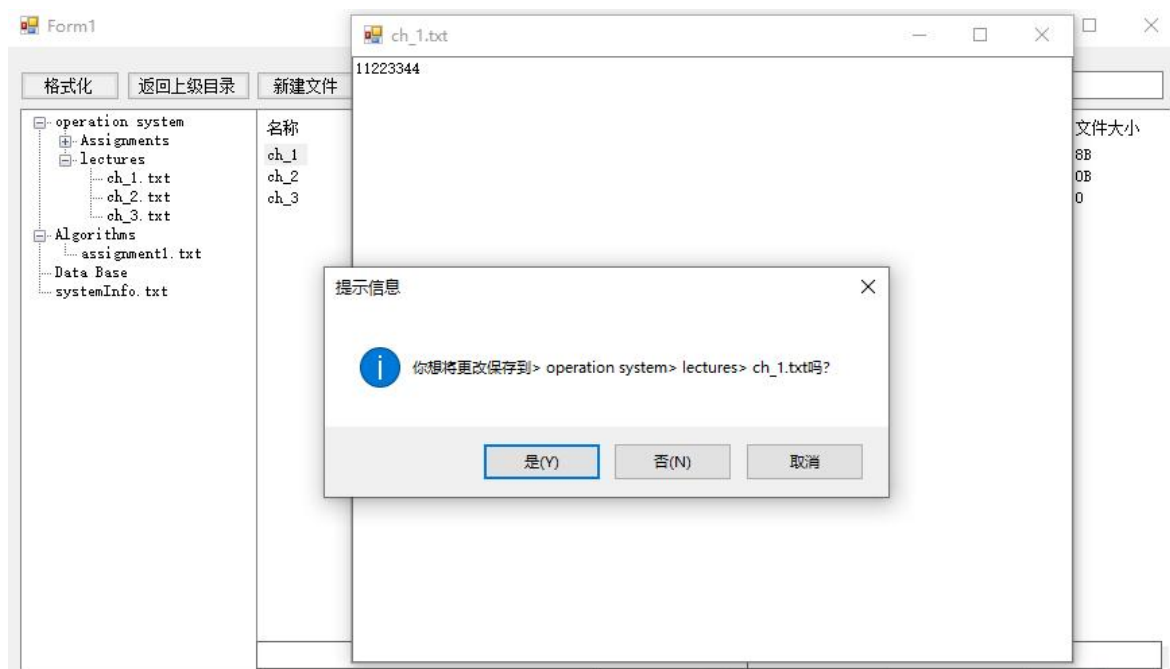 Form1
ch_1.txt
格式化 返回上级目录 新建文件
11223344
operation system
Assignments
lectures
ch_1.txt
ch_2.txt
ch_3.txt
Algorithms
assignment1.txt
Data Base
systemInfo.txt
名称 文件大小
ch_1 8B
ch_2 0B
ch_3 0
提示信息
你想将更改保存到> operation system> lectures> ch_1.txt吗?
是(Y) 否(N) 取消